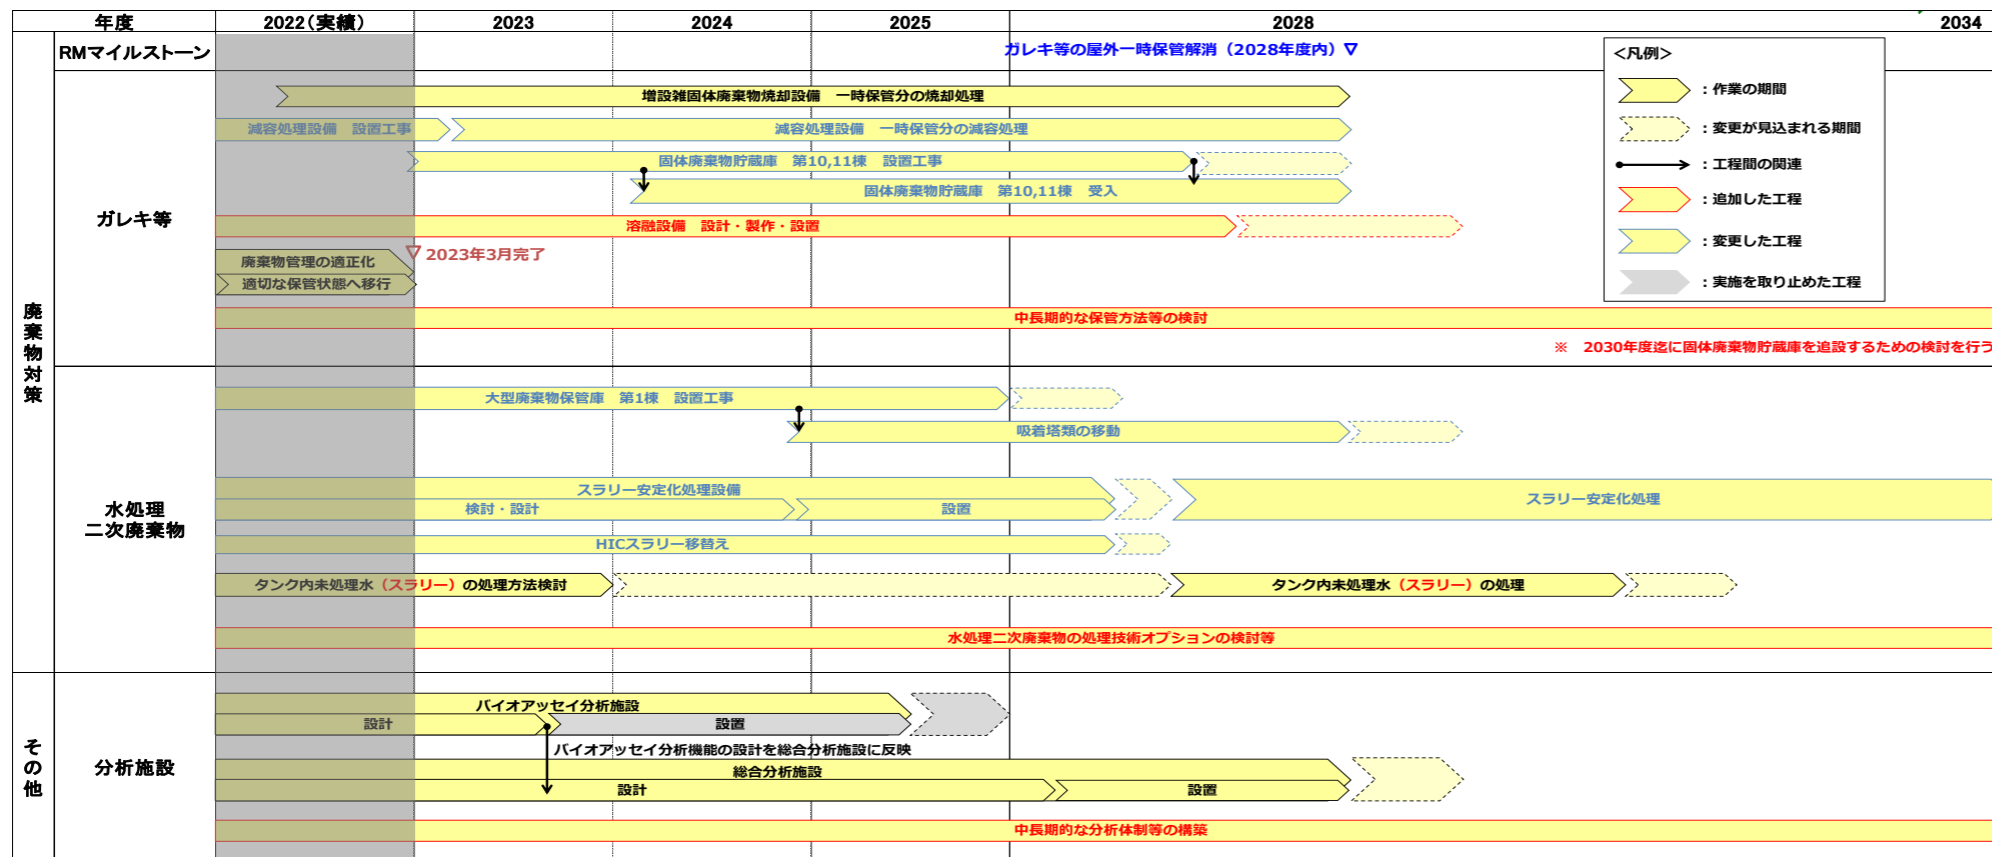 年度 2022(実績) 2023 2024 2025 2028 2034
RMマイルストーン ガレキ等の屋外一時保管解消（2028年度内）▽
<凡例>
：作業の期間
：変更が見込まれる期間
：工程間の関連
：追加した工程
：変更した工程
：実施を取り止めた工程
廃棄物対策
ガレキ等
増設雑固体廃棄物焼却設備　一時保管分の焼却処理
減容処理設備　設置工事 減容処理設備　一時保管分の減容処理
固体廃棄物貯蔵庫　第10,11棟　設置工事
固体廃棄物貯蔵庫　第10,11棟　受入
溶融設備　設計・製作・設置
廃棄物管理の適正化 ▽ 2023年3月完了
適切な保管状態へ移行
中長期的な保管方法等の検討
※　2030年度迄に固体廃棄物貯蔵庫を追設するための検討を行う
水処理
二次廃棄物
大型廃棄物保管庫　第1棟　設置工事
吸着塔類の移動
スラリー安定化処理設備 スラリー安定化処理
検討・設計 設置
HICスラリー移替え
タンク内未処理水（スラリー）の処理方法検討 タンク内未処理水（スラリー）の処理
水処理二次廃棄物の処理技術オプションの検討等
その他
分析施設
バイオアッセイ分析施設
設計 設置
バイオアッセイ分析機能の設計を総合分析施設に反映
総合分析施設
設計 設置
中長期的な分析体制等の構築